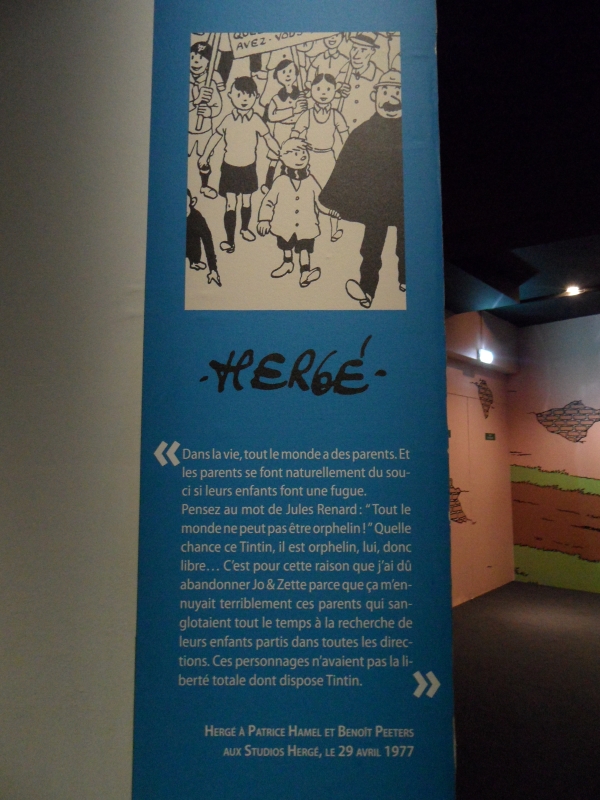 AVEZ-VOUS
-HERGÉ-
« Dans la vie, tout le monde a des parents. Et
les parents se font naturellement du sou-
ci si leurs enfants font une fugue.
Pensez au mot de Jules Renard : “Tout le
monde ne peut pas être orphelin !” Quelle
chance ce Tintin, il est orphelin, lui, donc
libre… C’est pour cette raison que j’ai dû
abandonner Jo & Zette parce que ça m’en-
nuyait terriblement ces parents qui san-
glotaient tout le temps à la recherche de
leurs enfants partis dans toutes les direc-
tions. Ces personnages n’avaient pas la li-
berté totale dont dispose Tintin. »
HERGÉ À PATRICE HAMEL ET BENOÎT PEETERS
AUX STUDIOS HERGÉ, LE 29 AVRIL 1977